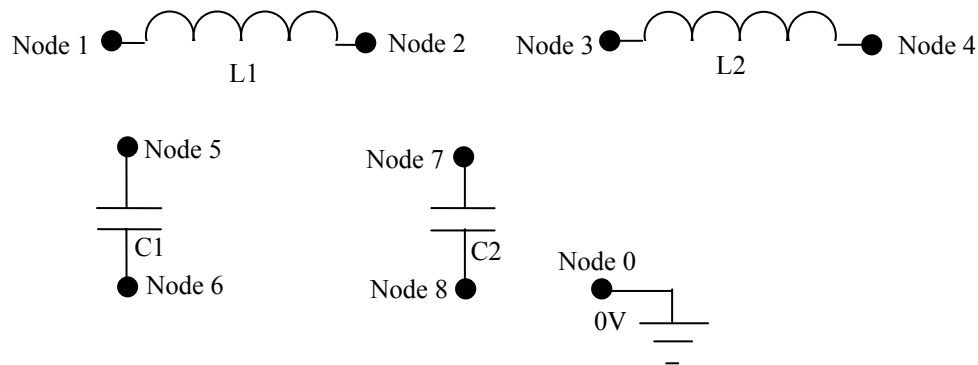 Node 1
Node 2
Node 3
Node 4
L1
L2
Node 5
Node 7
C1
C2
Node 6
Node 8
Node 0
0V